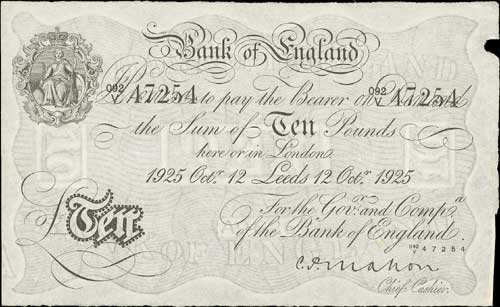 Bank of England
092/V 47254 092/V 47254
I Promise to pay the Bearer on Demand
the Sum of Ten Pounds
here or in London.
1925 Octr. 12 Leeds 12 Octr. 1925
For the Govr. and Compa.
of the Bank of England
£Ten
092/V 47254
C.P. Mahon
Chief Cashier.